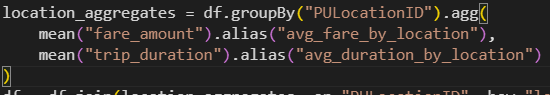 location_aggregates = df.groupBy("PULocationID").agg(
    mean("fare_amount").alias("avg_fare_by_location"),
    mean("trip_duration").alias("avg_duration_by_location")
)